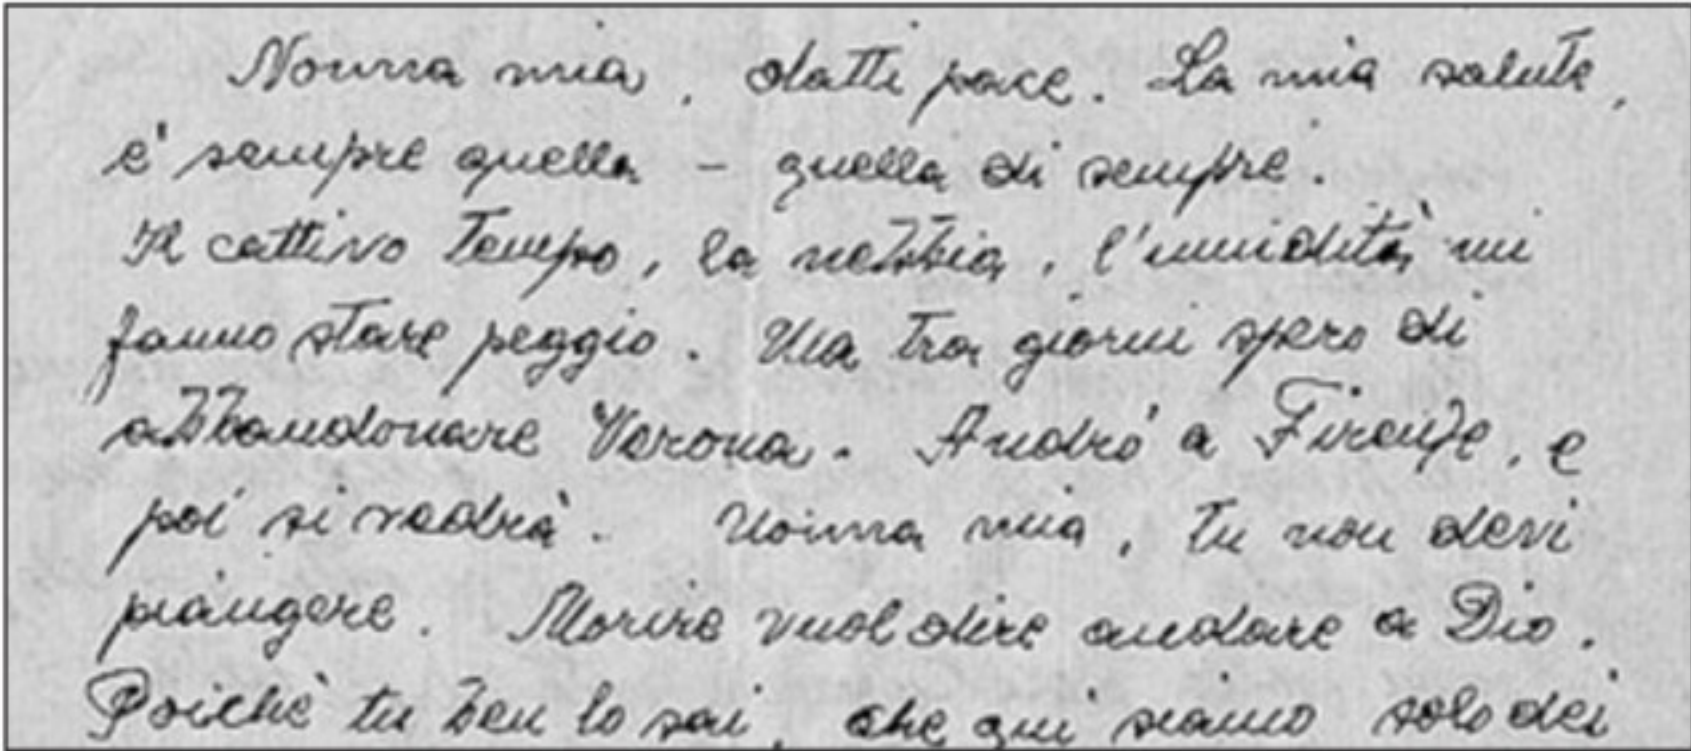 Nonna mia, datti pace. La mia salute,
e' sempre quella - quella di sempre.
Il cattivo tempo, la nebbia, l'umidità mi
fanno stare peggio. Ma tra giorni spero di
abbandonare Verona. Andrò a Firenze, e
poi si vedrà. Nonna mia, tu non devi
piangere. Morire vuol dire andare a Dio.
Poichè tu ben lo sai, che qui siamo solo dei